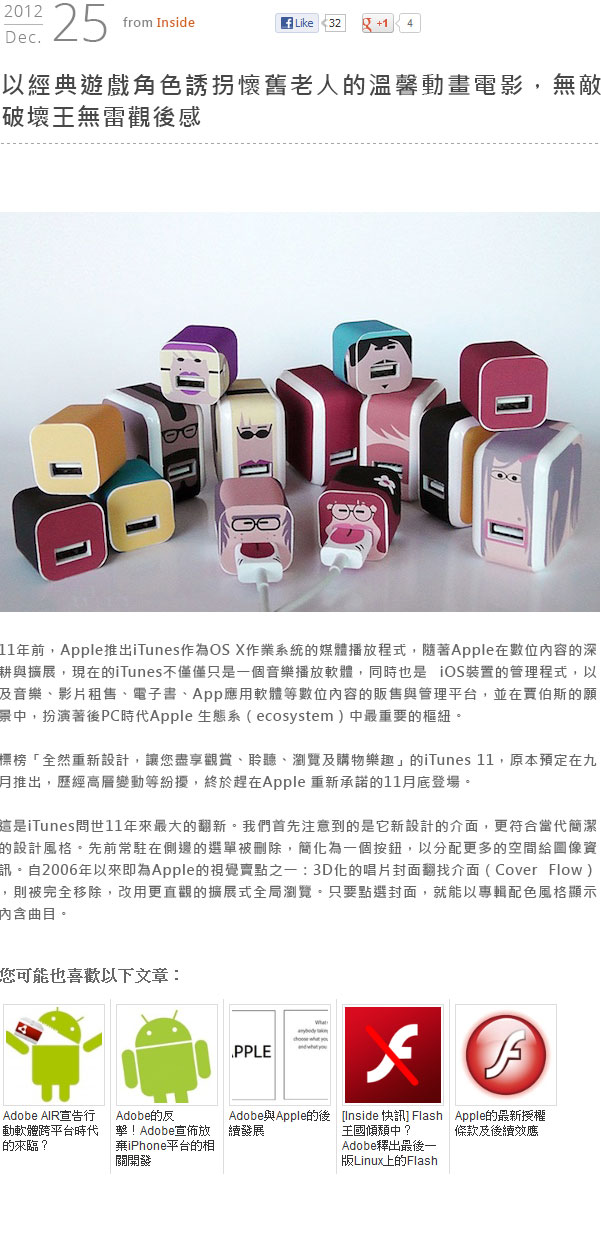 2012
Dec.
25
from Inside
Like 32
+1 4
以經典遊戲角色誘拐懷舊老人的溫馨動畫電影，無敵
破壞王無雷觀後感
11年前，Apple推出iTunes作為OS X作業系統的媒體播放程式，隨著Apple在數位內容的深
耕與擴展，現在的iTunes不僅僅只是一個音樂播放軟體，同時也是 iOS裝置的管理程式，以
及音樂、影片租售、電子書、App應用軟體等數位內容的販售與管理平台，並在賈伯斯的願
景中，扮演著後PC時代Apple 生態系（ecosystem）中最重要的樞紐。
標榜「全然重新設計，讓您盡享觀賞、聆聽、瀏覽及購物樂趣」的iTunes 11，原本預定在九
月推出，歷經高層變動等紛擾，終於趕在Apple 重新承諾的11月底登場。
這是iTunes問世11年來最大的翻新。我們首先注意到的是它新設計的介面，更符合當代簡潔
的設計風格。先前常駐在側邊的選單被刪除，簡化為一個按鈕，以分配更多的空間給圖像資
訊。自2006年以來即為Apple的視覺賣點之一：3D化的唱片封面翻找介面（Cover Flow）
，則被完全移除，改用更直觀的擴展式全局瀏覽。只要點選封面，就能以專輯配色風格顯示
內含曲目。
您可能也喜歡以下文章：
PPLE
What
anybody taking
choose what you
and what you
Adobe AIR宣告行
動軟體跨平台時代
的來臨？
Adobe的反
擊！Adobe宣佈放
棄iPhone平台的相
關開發
Adobe與Apple的後
續發展
[Inside 快訊] Flash
王國傾頹中？
Adobe釋出最後一
版Linux上的Flash
Apple的最新授權
條款及後續效應